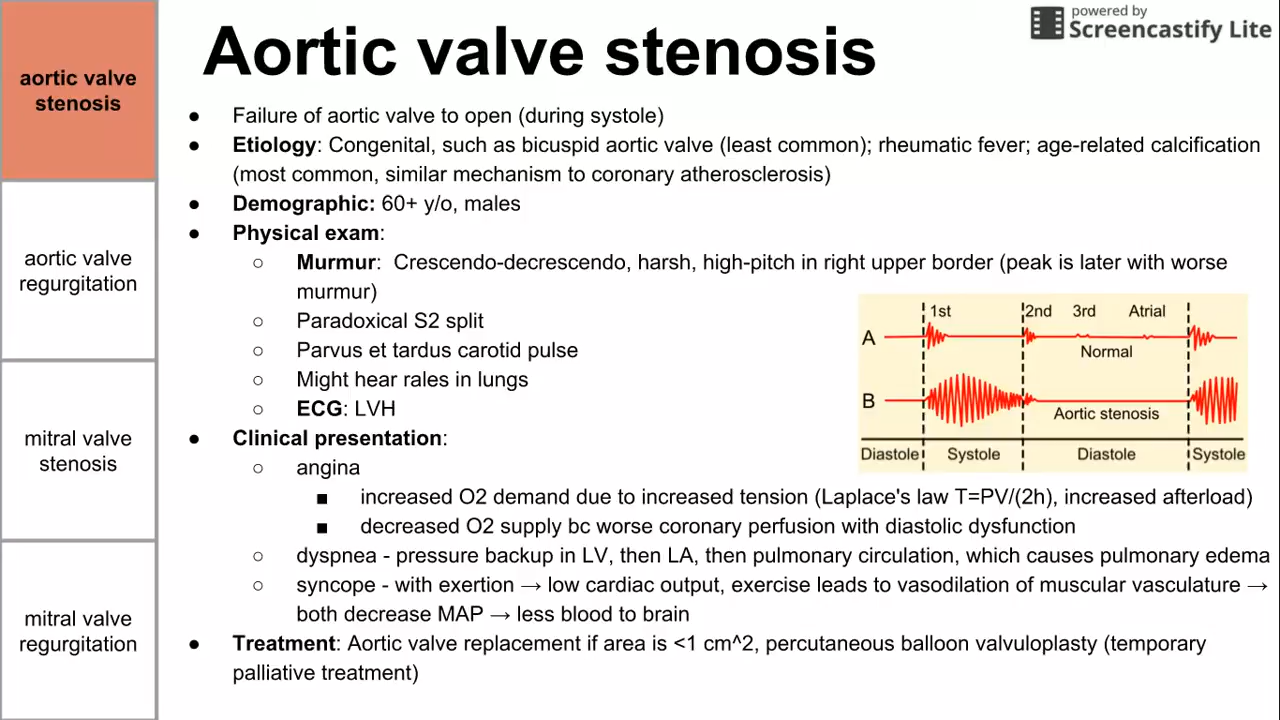 powered by
Screencastify Lite
Aortic valve stenosis
aortic valve
stenosis
aortic valve
regurgitation
mitral valve
stenosis
mitral valve
regurgitation
● Failure of aortic valve to open (during systole)
● Etiology: Congenital, such as bicuspid aortic valve (least common); rheumatic fever; age-related calcification
(most common, similar mechanism to coronary atherosclerosis)
● Demographic: 60+ y/o, males
● Physical exam:
○ Murmur: Crescendo-decrescendo, harsh, high-pitch in right upper border (peak is later with worse
murmur)
○ Paradoxical S2 split
○ Parvus et tardus carotid pulse
○ Might hear rales in lungs
○ ECG: LVH
● Clinical presentation:
○ angina
■ increased O2 demand due to increased tension (Laplace's law T=PV/(2h), increased afterload)
■ decreased O2 supply bc worse coronary perfusion with diastolic dysfunction
○ dyspnea - pressure backup in LV, then LA, then pulmonary circulation, which causes pulmonary edema
○ syncope - with exertion → low cardiac output, exercise leads to vasodilation of muscular vasculature →
both decrease MAP → less blood to brain
● Treatment: Aortic valve replacement if area is <1 cm^2, percutaneous balloon valvuloplasty (temporary
palliative treatment)
1st 2nd 3rd Atrial
A
Normal
B
Aortic stenosis
Diastole Systole Diastole Systole